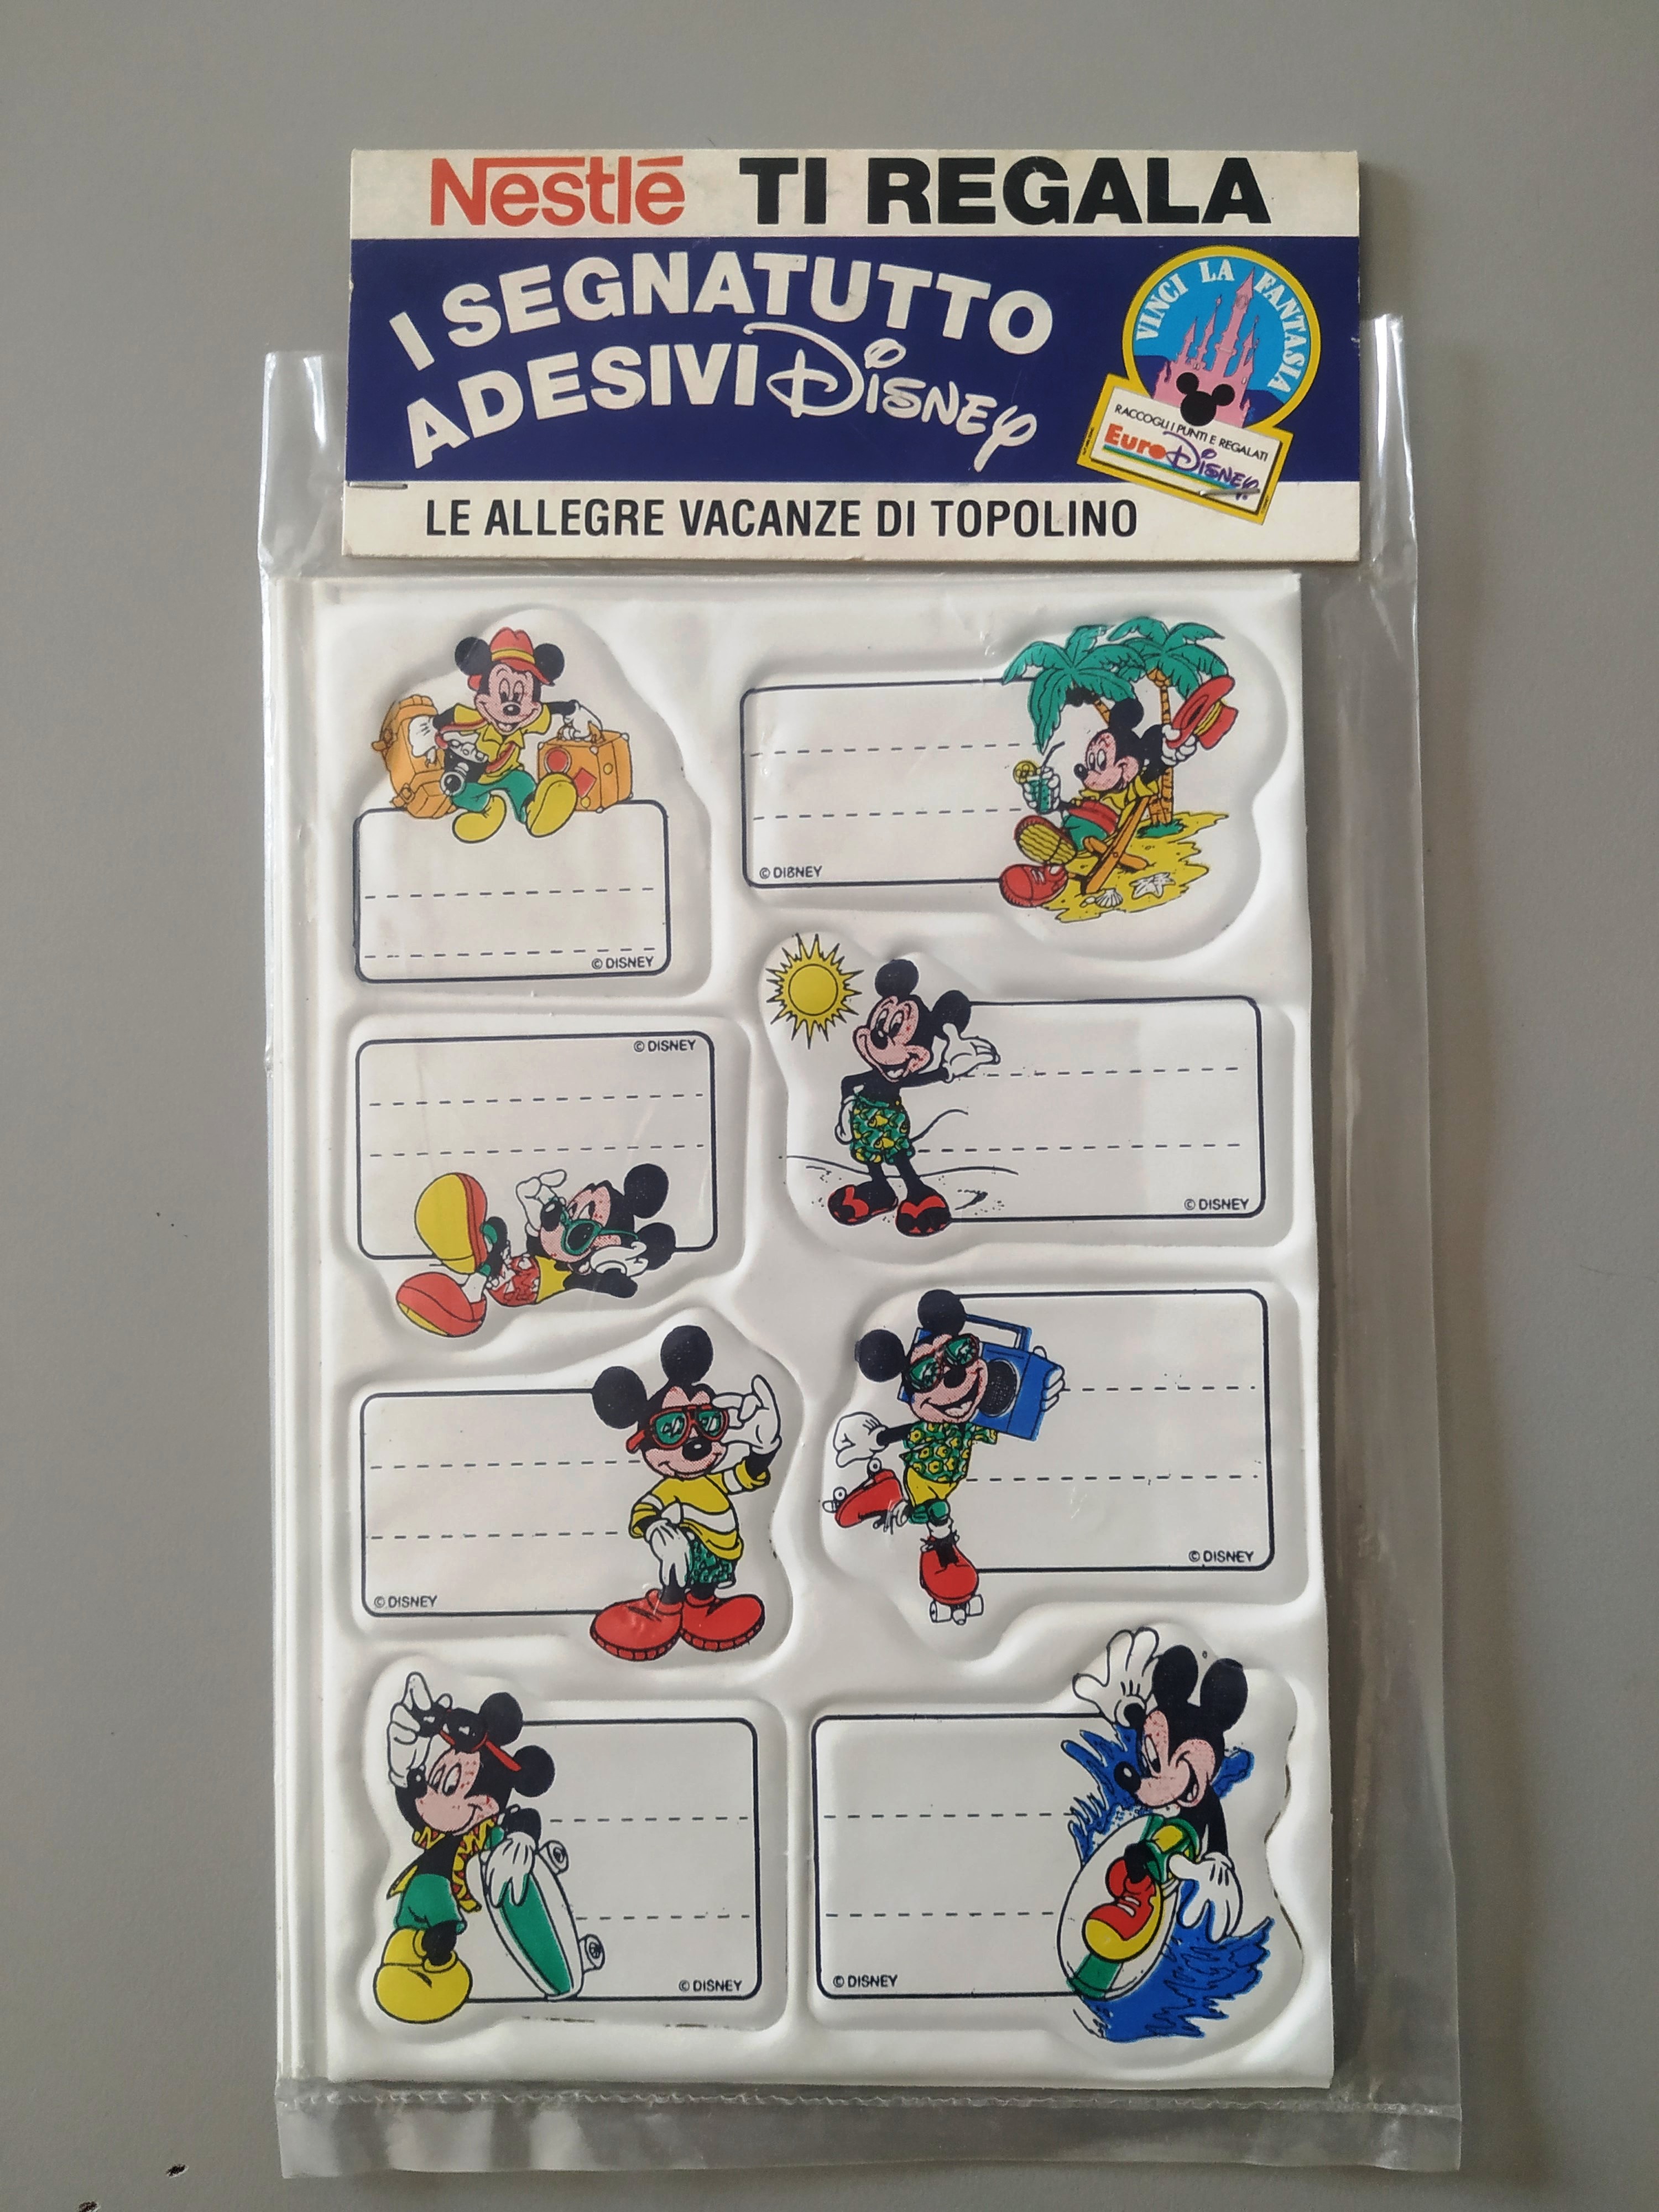 Nestlé TI REGALA
I SEGNATUTTO
ADESIVI Disney
VINCI LA FANTASIA
RACCOGLI I PUNTI E REGALATI
Euro Disney
LE ALLEGRE VACANZE DI TOPOLINO
© DISNEY
© DISNEY
© DISNEY
© DISNEY
© DISNEY
© DISNEY
© DISNEY
© DISNEY